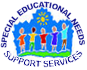 SPECIAL EDUCATIONAL NEEDS
SUPPORT SERVICES